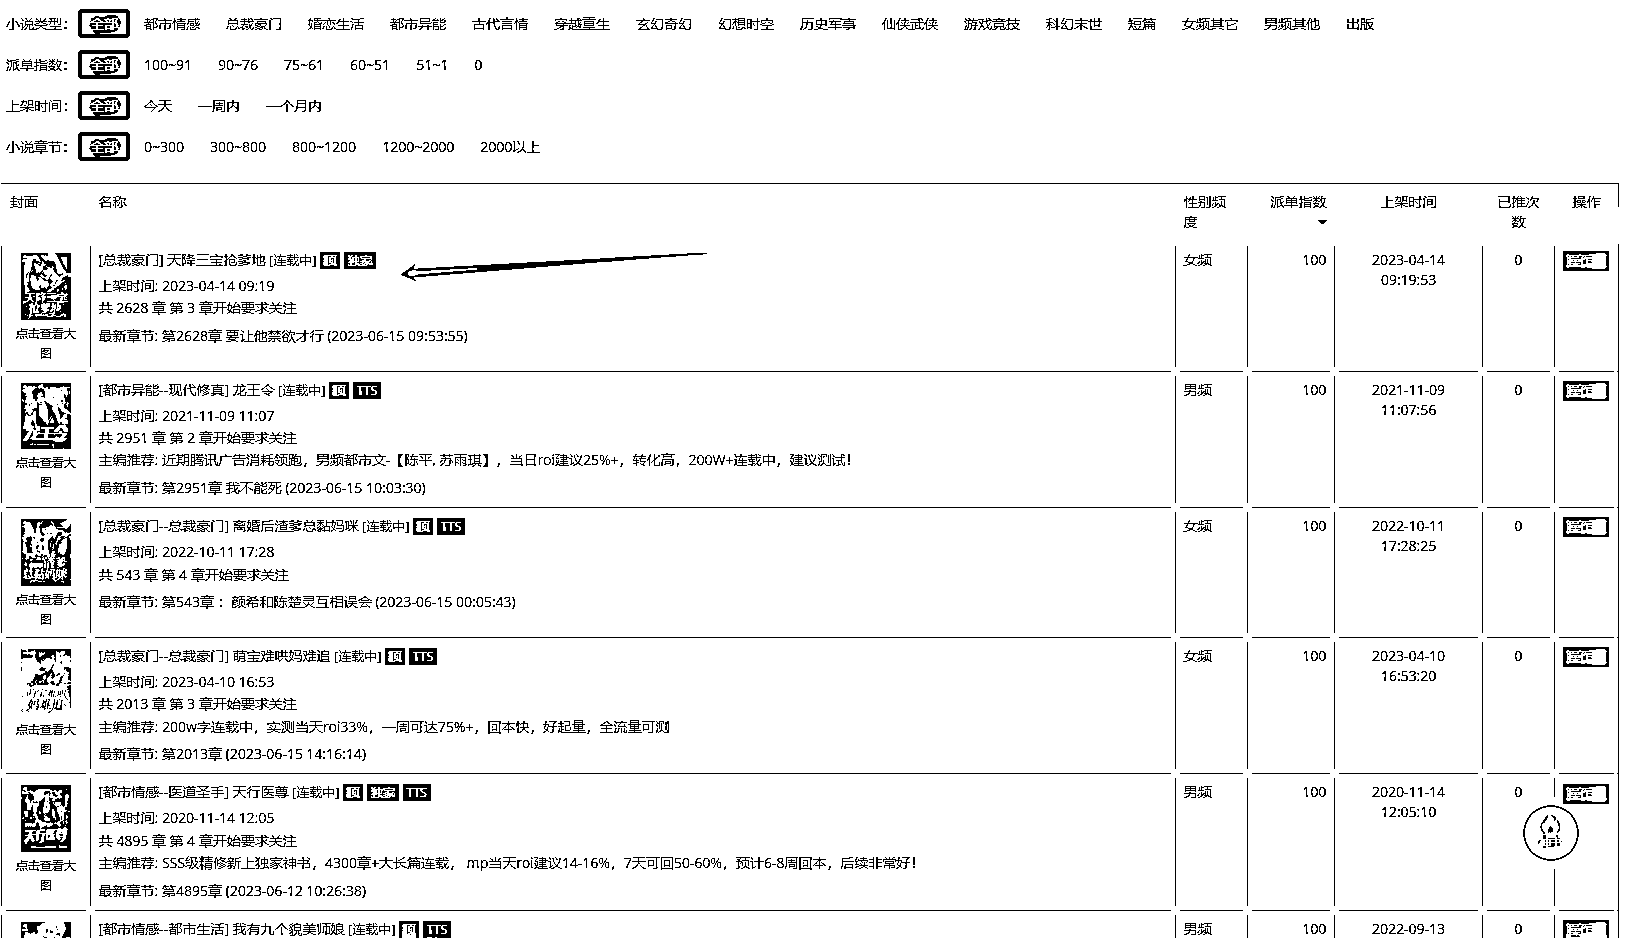 小说类型: 全部 都市情感 总裁豪门 婚恋生活 都市异能 古代言情 穿越重生 玄幻奇幻 幻想时空 历史军事 仙侠武侠 游戏竞技 科幻末世 短篇 女频其它 男频其他 出版
派单指数: 全部 100~91 90~76 75~61 60~51 51~1 0
上架时间: 全部 今天 一周内 一个月内
小说章节: 全部 0~300 300~800 800~1200 1200~2000 2000以上
封面 名称 性别频度 派单指数 上架时间 已推次数 操作
[总裁豪门] 天降三宝抢爹地 [连载中] 顶 独家 女频 100 2023-04-14 09:19:53 0 操作
上架时间: 2023-04-14 09:19
共 2628 章 第 3 章开始要求关注
最新章节: 第2628章 要让他禁欲才行 (2023-06-15 09:53:55)
天降三宝
抢爹地
点击查看大图
[都市异能--现代修真] 龙王令 [连载中] 顶 TTS 男频 100 2021-11-09 11:07:56 0 操作
上架时间: 2021-11-09 11:07
共 2951 章 第 2 章开始要求关注
主编推荐: 近期腾讯广告消耗领跑，男频都市文-【陈平, 苏雨琪】，当日roi建议25%+，转化高，200W+连载中，建议测试！
最新章节: 第2951章 我不能死 (2023-06-15 10:03:30)
龙王令
点击查看大图
[总裁豪门--总裁豪门] 离婚后渣爹总黏妈咪 [连载中] 顶 TTS 女频 100 2022-10-11 17:28:25 0 操作
上架时间: 2022-10-11 17:28
共 543 章 第 4 章开始要求关注
最新章节: 第543章： 颜希和陈楚灵互相误会 (2023-06-15 00:05:43)
点击查看大图
[总裁豪门--总裁豪门] 萌宝难哄妈难追 [连载中] 顶 TTS 女频 100 2023-04-10 16:53:20 0 操作
上架时间: 2023-04-10 16:53
共 2013 章 第 3 章开始要求关注
主编推荐: 200w字连载中，实测当天roi33%，一周可达75%+，回本快，好起量，全流量可测
最新章节: 第2013章 (2023-06-15 14:16:14)
点击查看大图
[都市情感--医道圣手] 天行医尊 [连载中] 顶 独家 TTS 男频 100 2020-11-14 12:05:10 0 操作
上架时间: 2020-11-14 12:05
共 4895 章 第 4 章开始要求关注
主编推荐: SSS级精修新上独家神书，4300章+大长篇连载， mp当天roi建议14-16%，7天可回50-60%，预计6-8周回本，后续非常好！
最新章节: 第4895章 (2023-06-12 10:26:38)
天行医尊
点击查看大图
[都市情感--都市生活] 我有九个貌美师娘 [连载中] 顶 TTS 男频 100 2022-09-13 0 操作